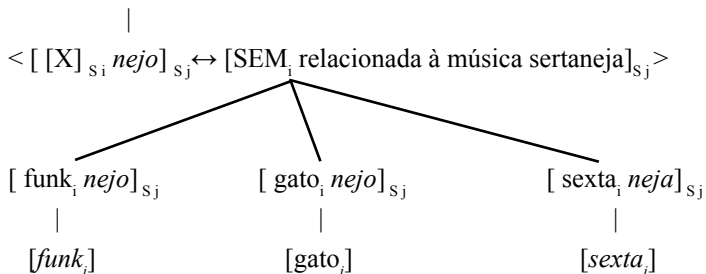 |
< [ [X] S i nejo] S j ↔ [SEM i relacionada à música sertaneja] S j >
[ funk i nejo] S j [ gato i nejo] S j [ sexta i neja] S j
| | |
[funk i] [gato i] [sexta i]